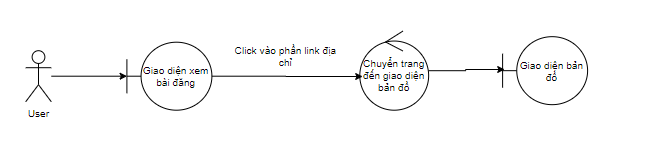 User
Giao diện xem
bài đăng
Click vào phần link địa
chỉ
Chuyển trang
đến giao diện
bản đồ
Giao diện bản
đồ